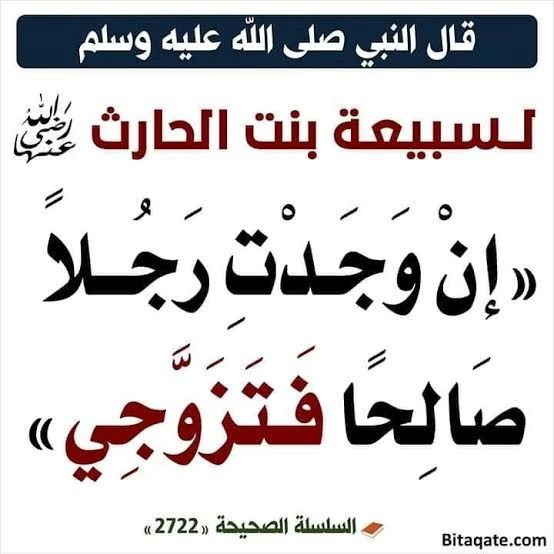 قال النبي صلى الله عليه وسلم
لسبيعة بنت الحارث رضي الله عنها
«إِنْ وَجَدْتِ رَجُلاً
صَالِحًا فَتَزَوَّجِي»
السلسلة الصحيحة «2722»
Bitaqate.com